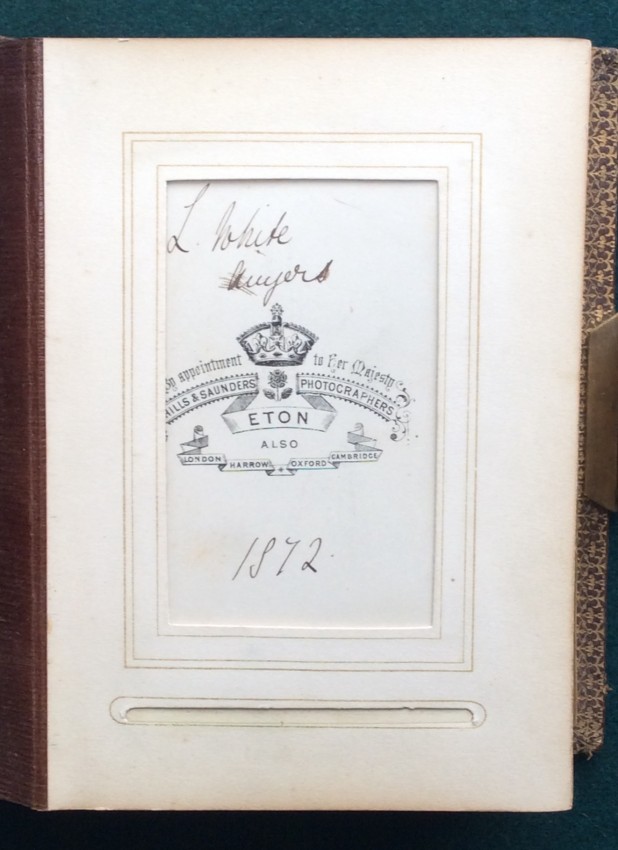 L. White
By appointment to Her Majesty
HILLS & SAUNDERS PHOTOGRAPHERS
ETON
ALSO
LONDON HARROW OXFORD CAMBRIDGE
1872.